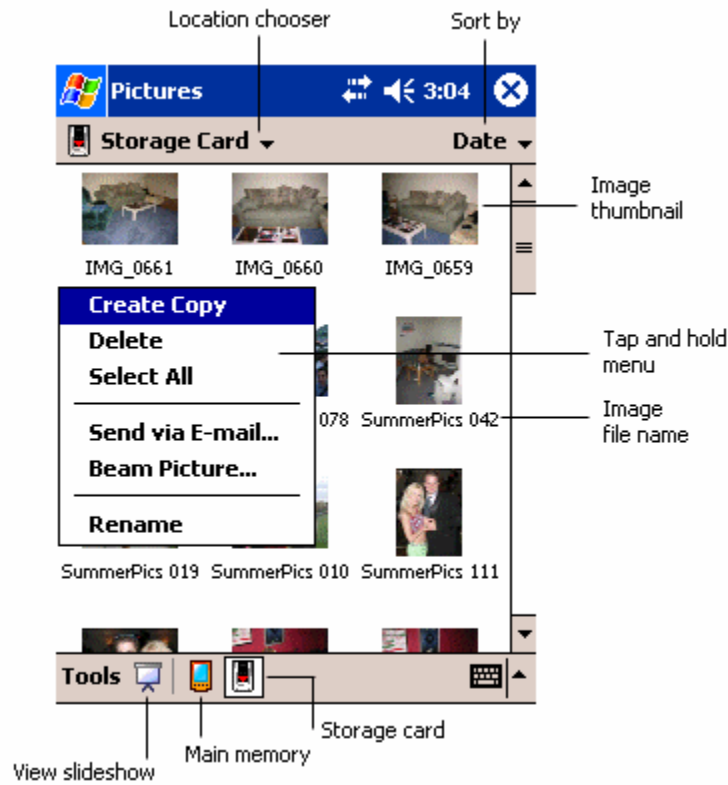 Location chooser
Sort by
Pictures 3:04
Storage Card Date
Image
thumbnail
IMG_0661 IMG_0660 IMG_0659
Create Copy
Delete
Select All
Send via E-mail...
Beam Picture...
Rename
Tap and hold
menu
078 SummerPics 042
Image
file name
SummerPics 019 SummerPics 010 SummerPics 111
Tools
Storage card
Main memory
View slideshow